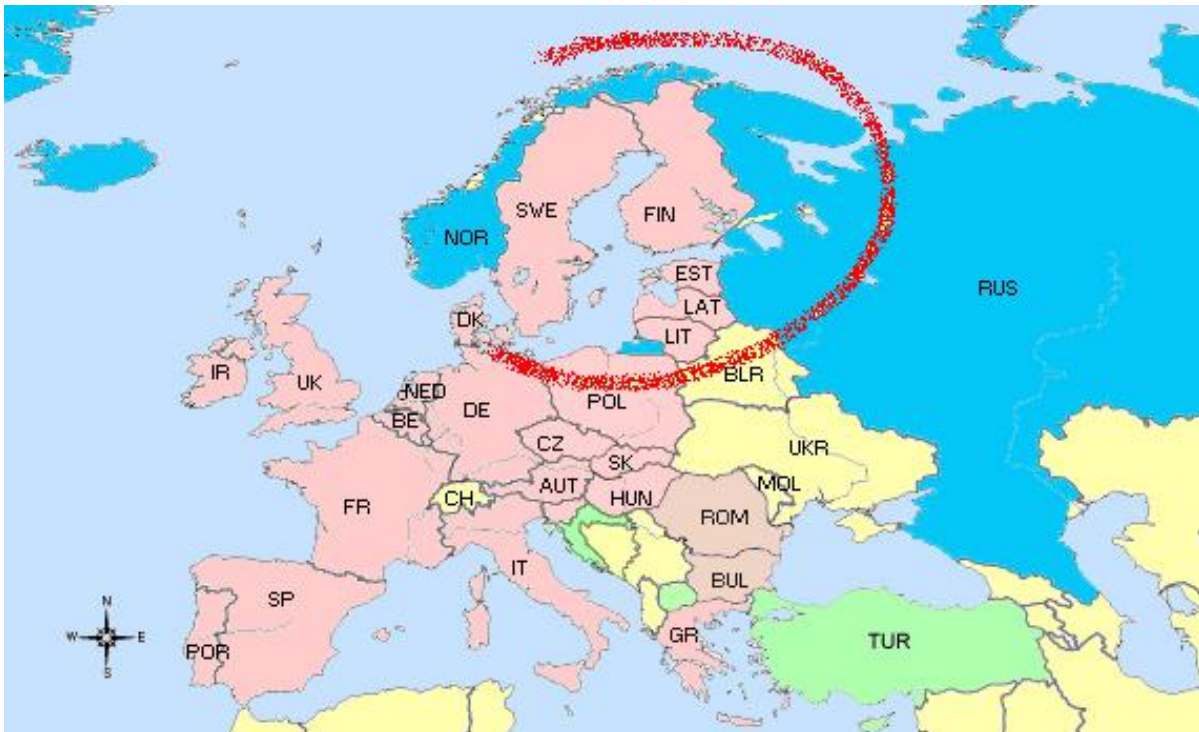 SWE
FIN
NOR
EST
RUS
LAT
DK
LIT
IR
UK
NED
BLR
DE
POL
BE
CZ
UKR
SK
AUT
MOL
CH
HUN
FR
ROM
IT
BUL
SP
N
W E
S
GR
TUR
POR